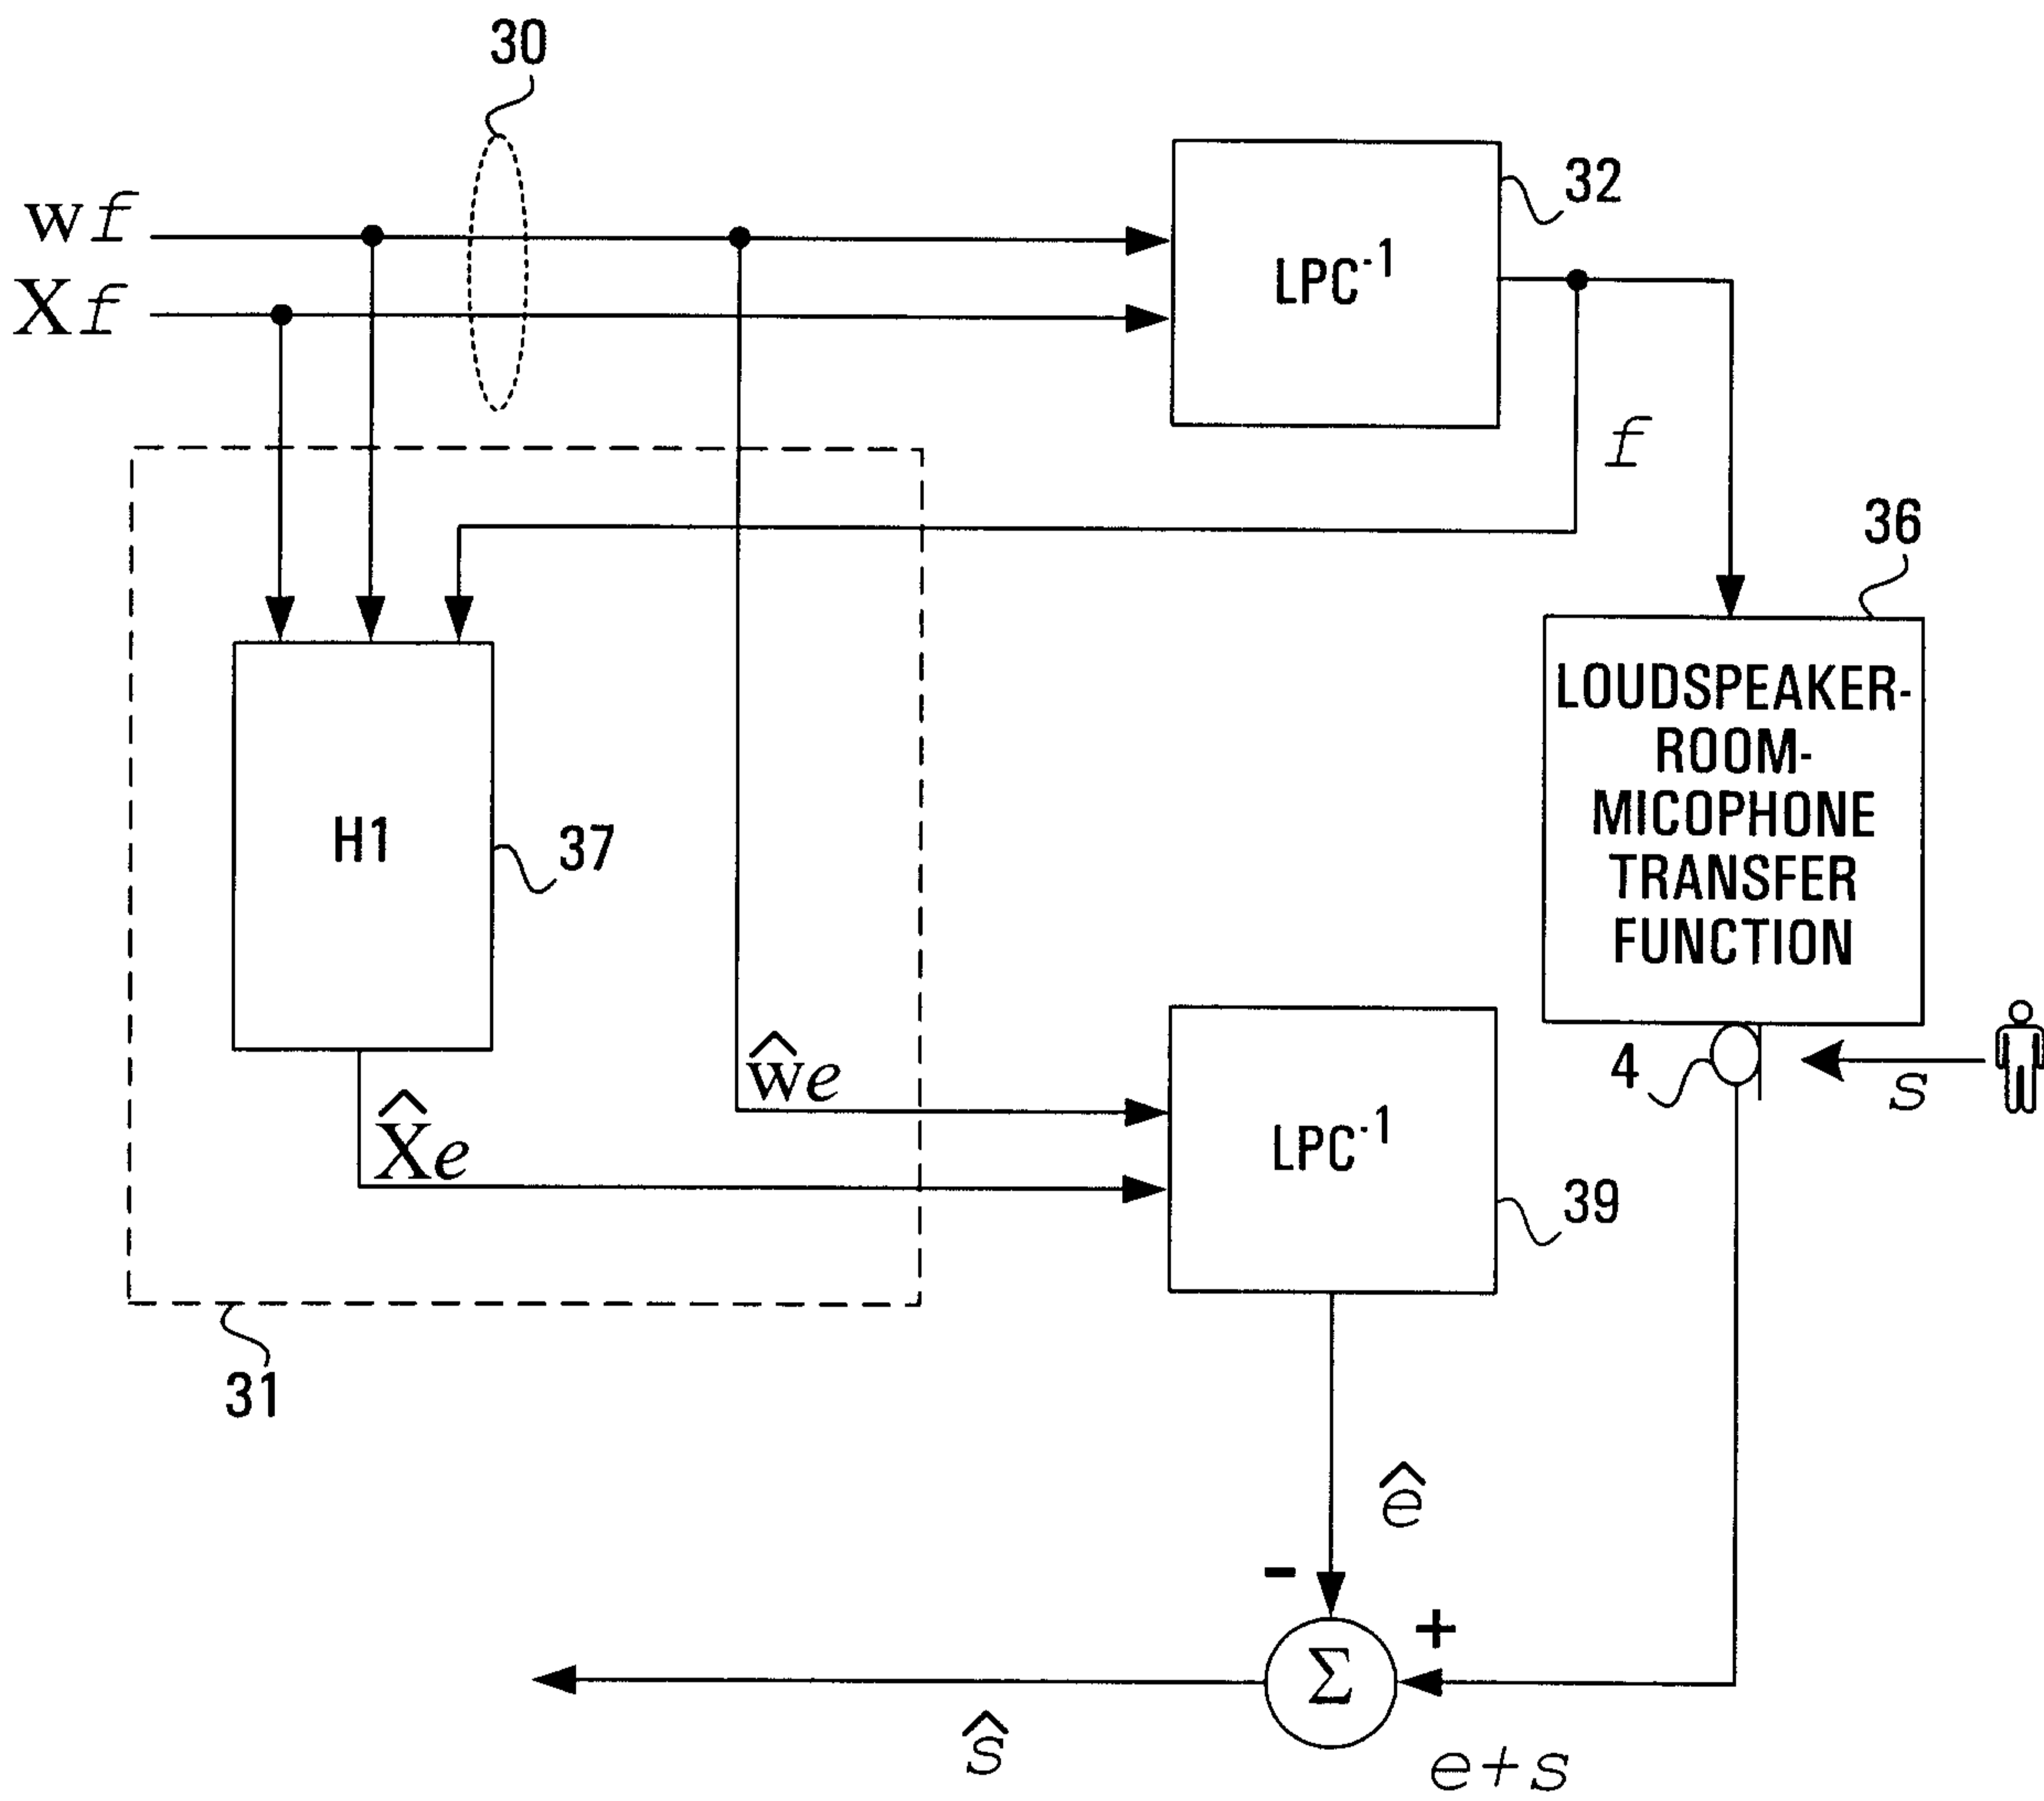 30
wf
32
Xf
LPC⁻¹
f
36
LOUDSPEAKER-
ROOM-
MICOPHONE
TRANSFER
FUNCTION
H1
37
4
s
ŵe
X̂e
LPC⁻¹
39
31
ê
-
+
Σ
ŝ
e+s